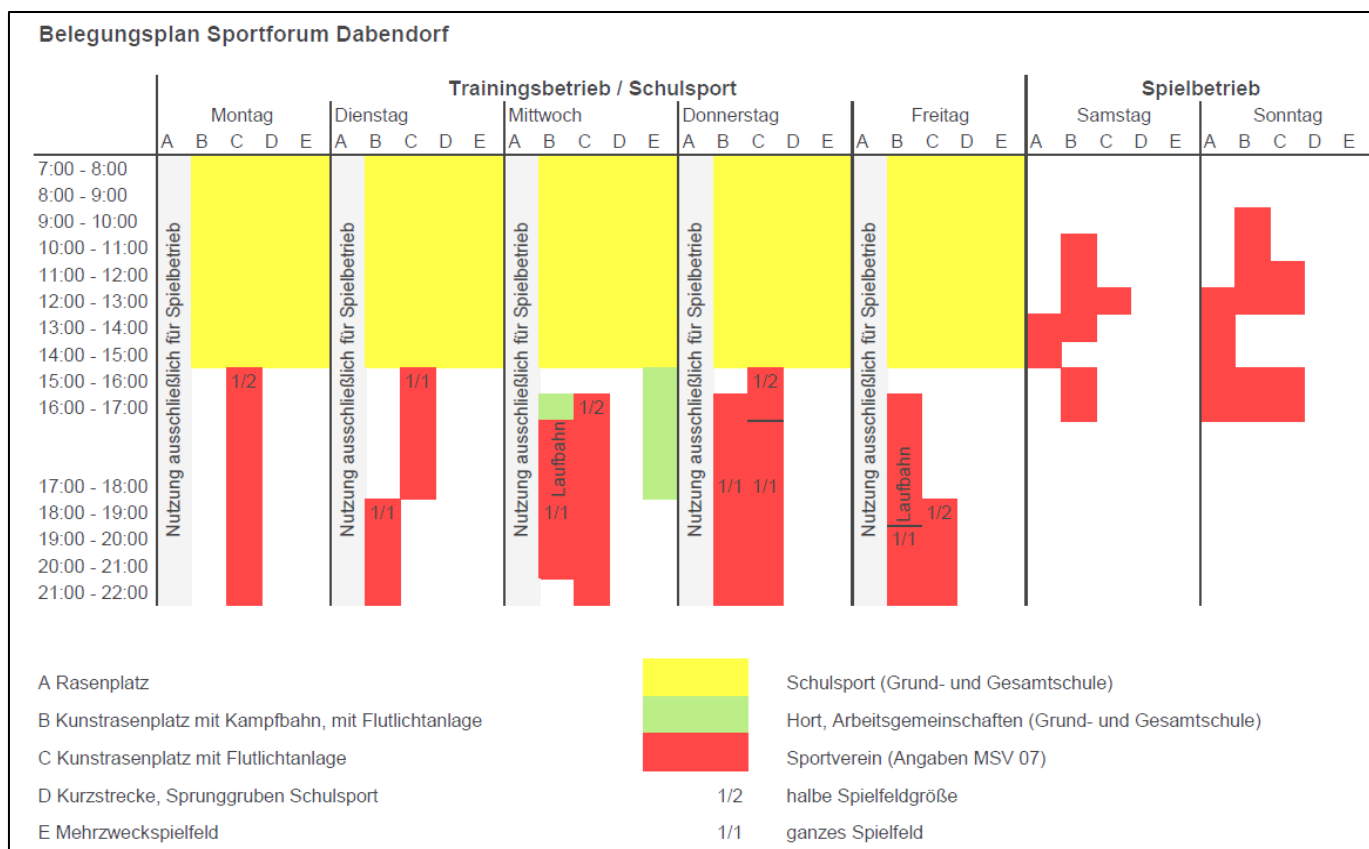 Belegungsplan Sportforum Dabendorf
Trainingsbetrieb / Schulsport Spielbetrieb
Montag Dienstag Mittwoch Donnerstag Freitag Samstag Sonntag
A B C D E A B C D E A B C D E A B C D E A B C D E A B C D E A B C D E
7:00 - 8:00
8:00 - 9:00
9:00 - 10:00
10:00 - 11:00
11:00 - 12:00
12:00 - 13:00
13:00 - 14:00
14:00 - 15:00
15:00 - 16:00 1/2 1/1 1/2
16:00 - 17:00 1/2
17:00 - 18:00 1/1 1/1
18:00 - 19:00 1/1 1/1 1/2
19:00 - 20:00 1/1
20:00 - 21:00
21:00 - 22:00
Nutzung ausschließlich für Spielbetrieb
Nutzung ausschließlich für Spielbetrieb
Nutzung ausschließlich für Spielbetrieb
Laufbahn
Nutzung ausschließlich für Spielbetrieb
Nutzung ausschließlich für Spielbetrieb
Laufbahn
A Rasenplatz Schulsport (Grund- und Gesamtschule)
B Kunstrasenplatz mit Kampfbahn, mit Flutlichtanlage Hort, Arbeitsgemeinschaften (Grund- und Gesamtschule)
C Kunstrasenplatz mit Flutlichtanlage Sportverein (Angaben MSV 07)
D Kurzstrecke, Sprunggruben Schulsport 1/2 halbe Spielfeldgröße
E Mehrzweckspielfeld 1/1 ganzes Spielfeld